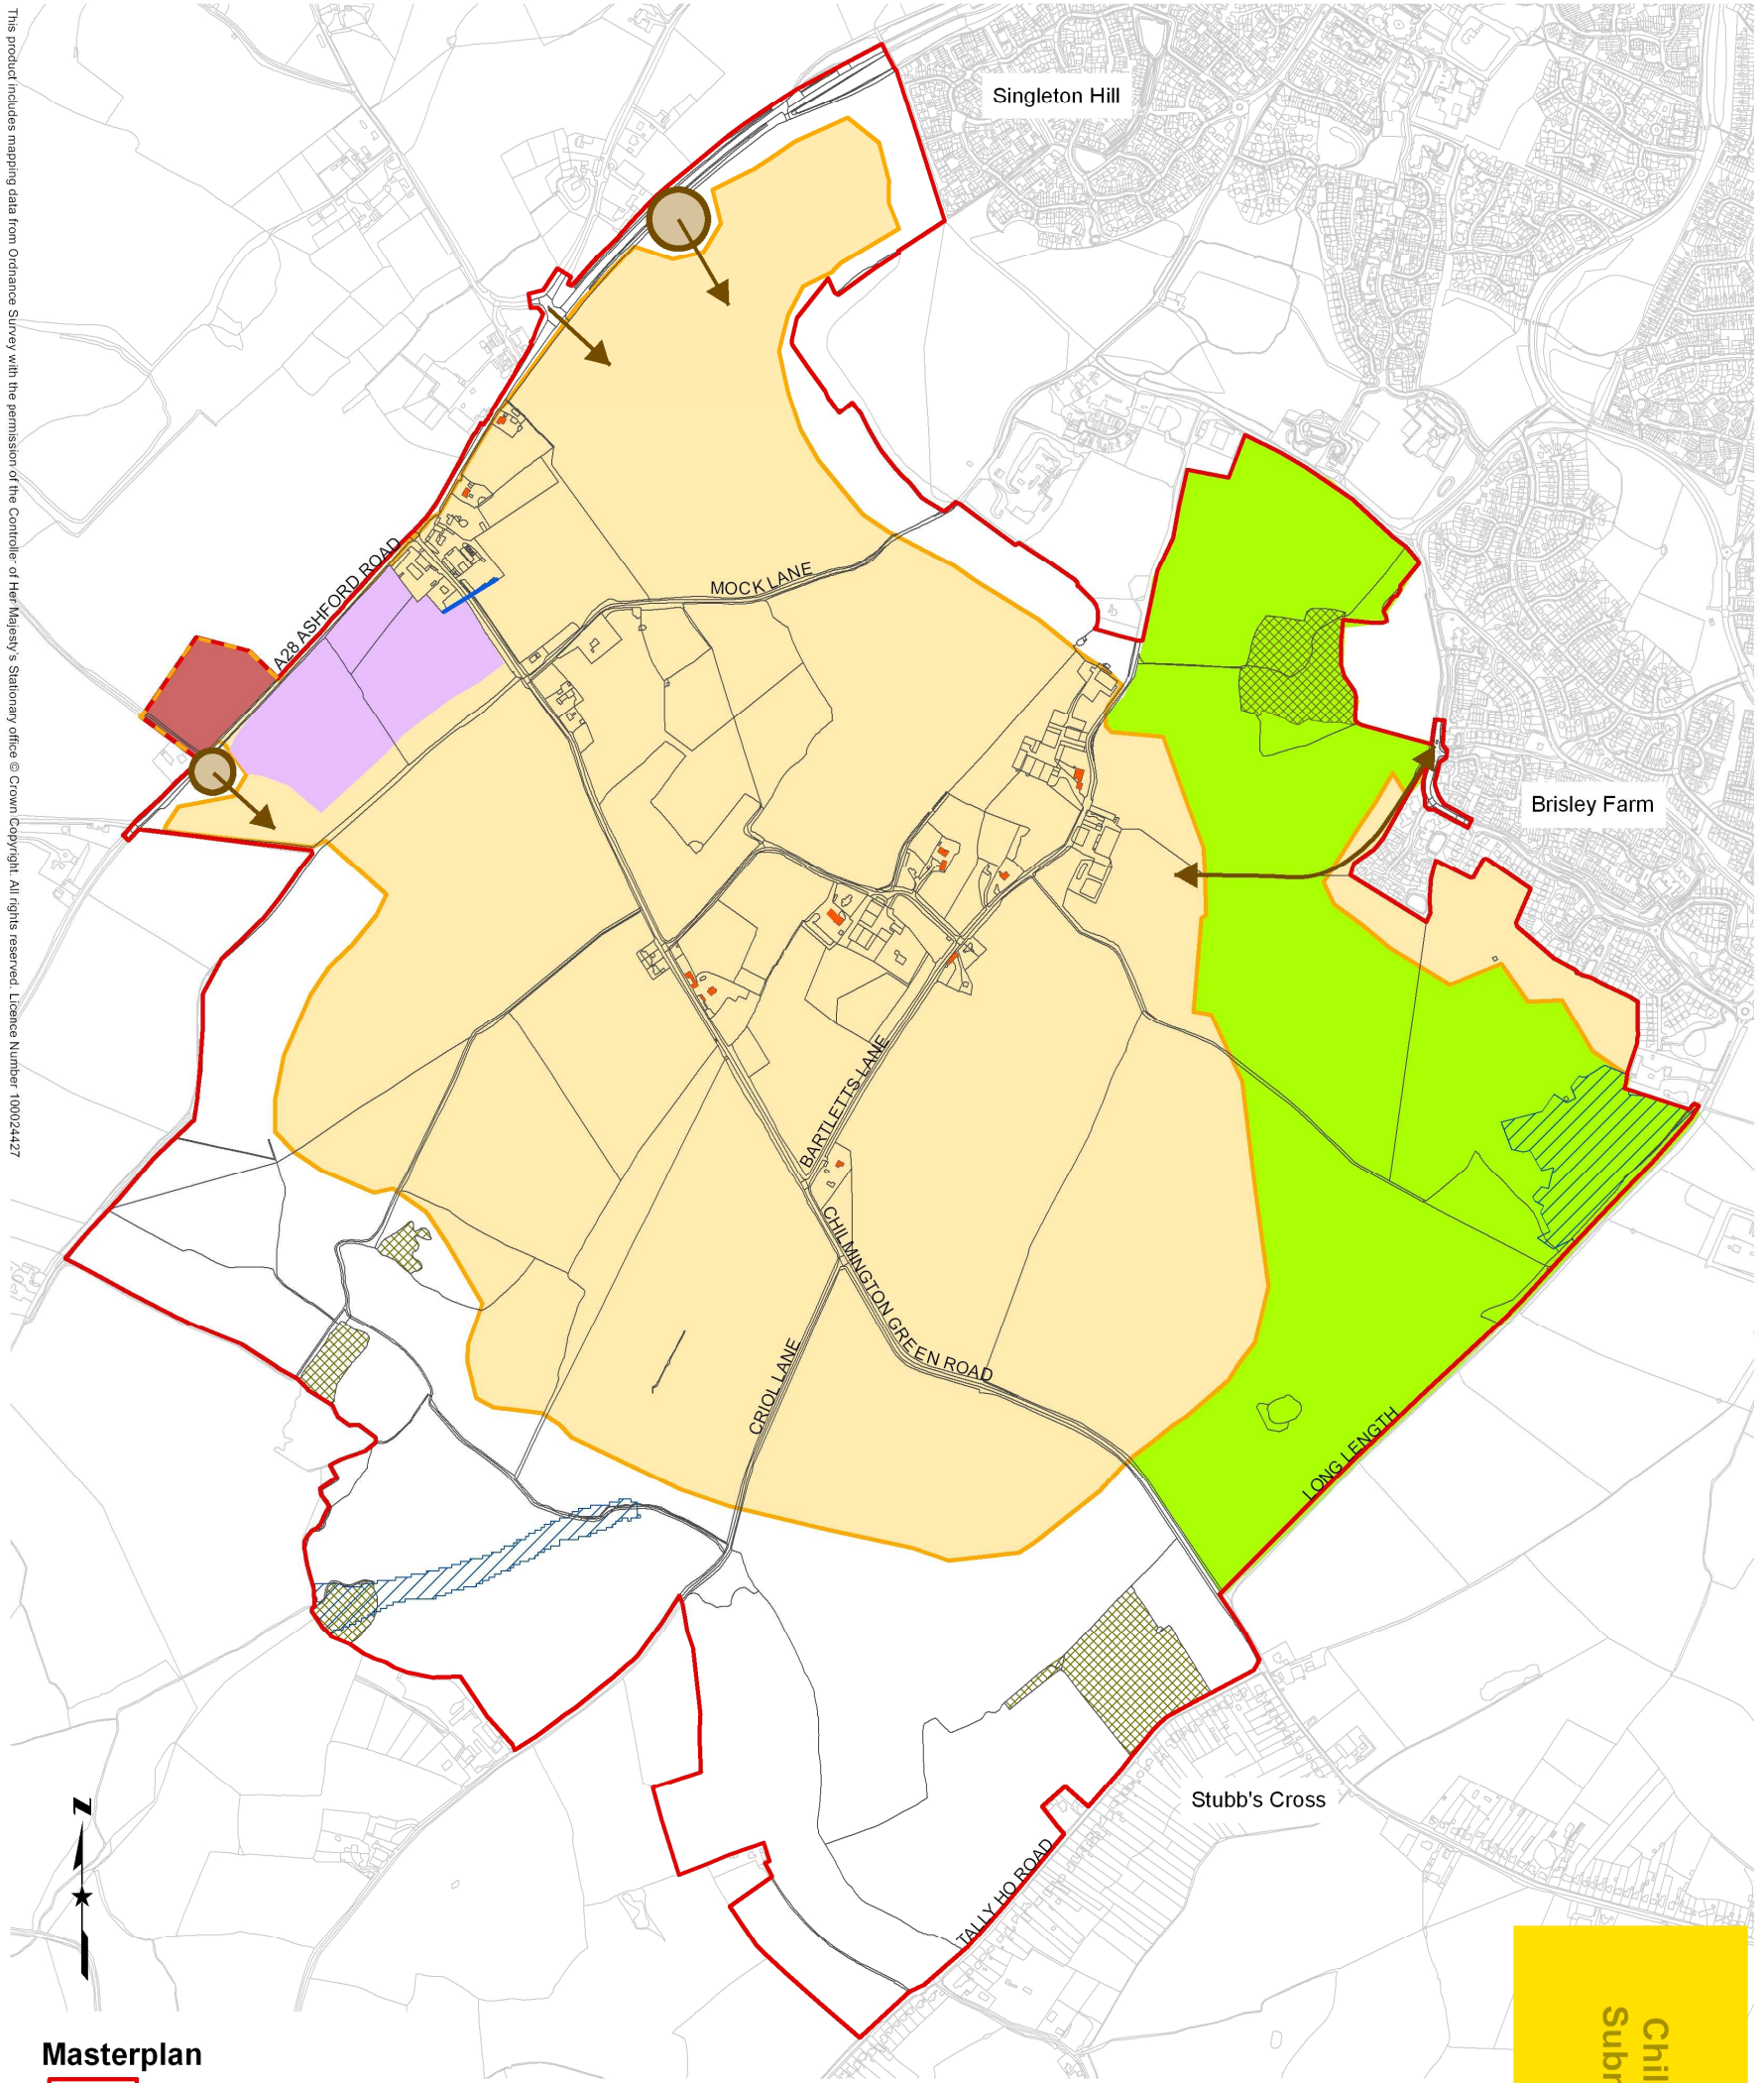 This product includes mapping data from Ordnance Survey with the permission of the Controller of Her Majesty's Stationary office © Crown Copyright. All rights reserved. Licence Number 100024427
Singleton Hill
A28 ASHFORD ROAD
MOCK LANE
Brisley Farm
BARTLETTS LANE
CHILMINGTON GREEN ROAD
CRIOL LANE
LONG LENGTH
Stubb's Cross
TALLY HO ROAD
N
Masterplan
Chil
Subr